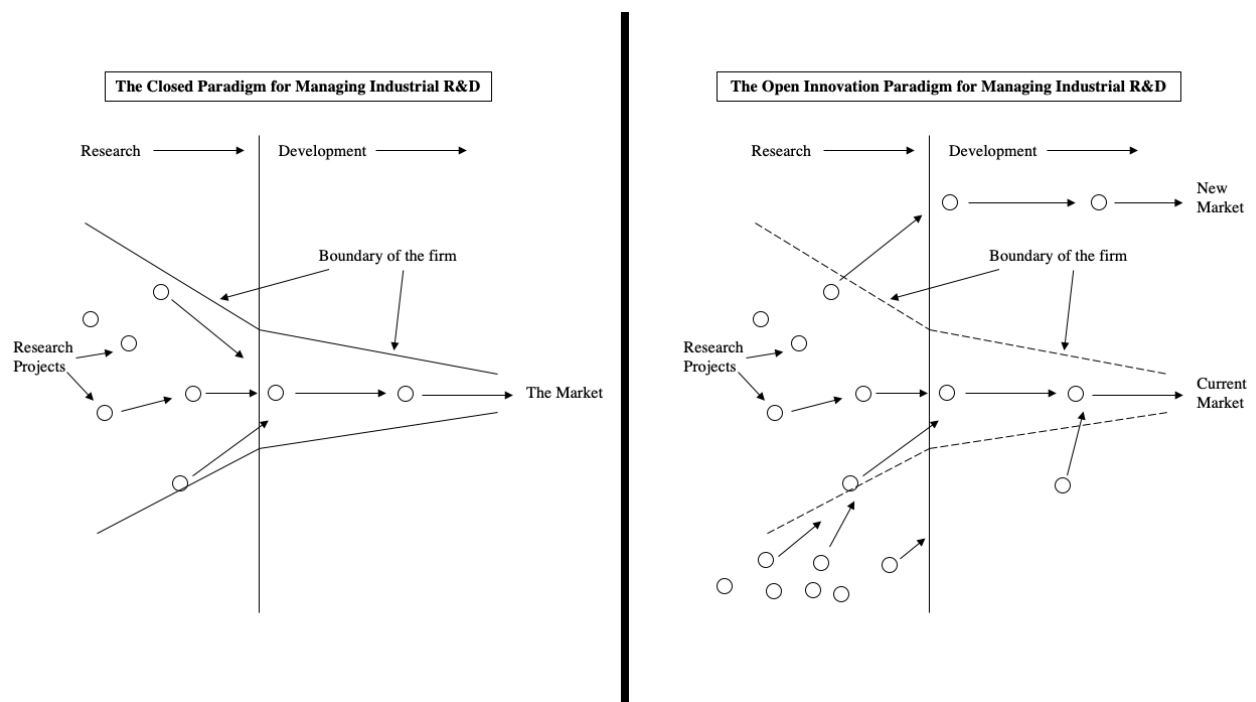 The Closed Paradigm for Managing Industrial R&D
Research
Development
Boundary of the firm
Research
Projects
The Market
The Open Innovation Paradigm for Managing Industrial R&D
Research
Development
New
Market
Boundary of the firm
Research
Projects
Current
Market